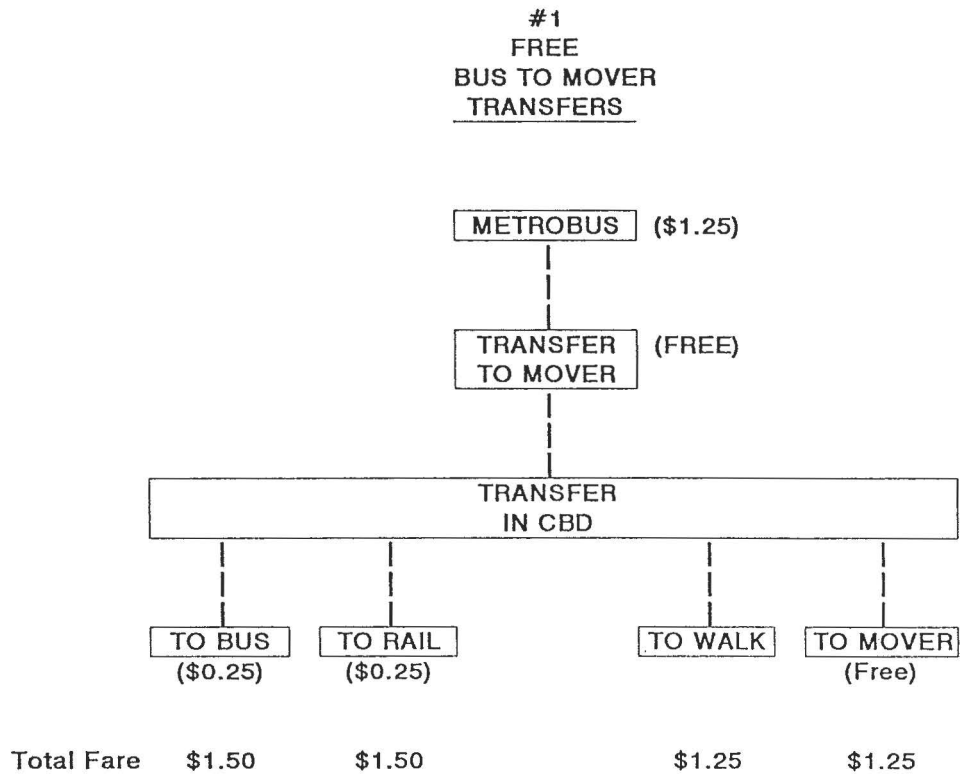 #1
FREE
BUS TO MOVER
TRANSFERS
METROBUS ($1.25)
TRANSFER (FREE)
TO MOVER
TRANSFER
IN CBD
TO BUS TO RAIL TO WALK TO MOVER
($0.25) ($0.25) (Free)
Total Fare $1.50 $1.50 $1.25 $1.25